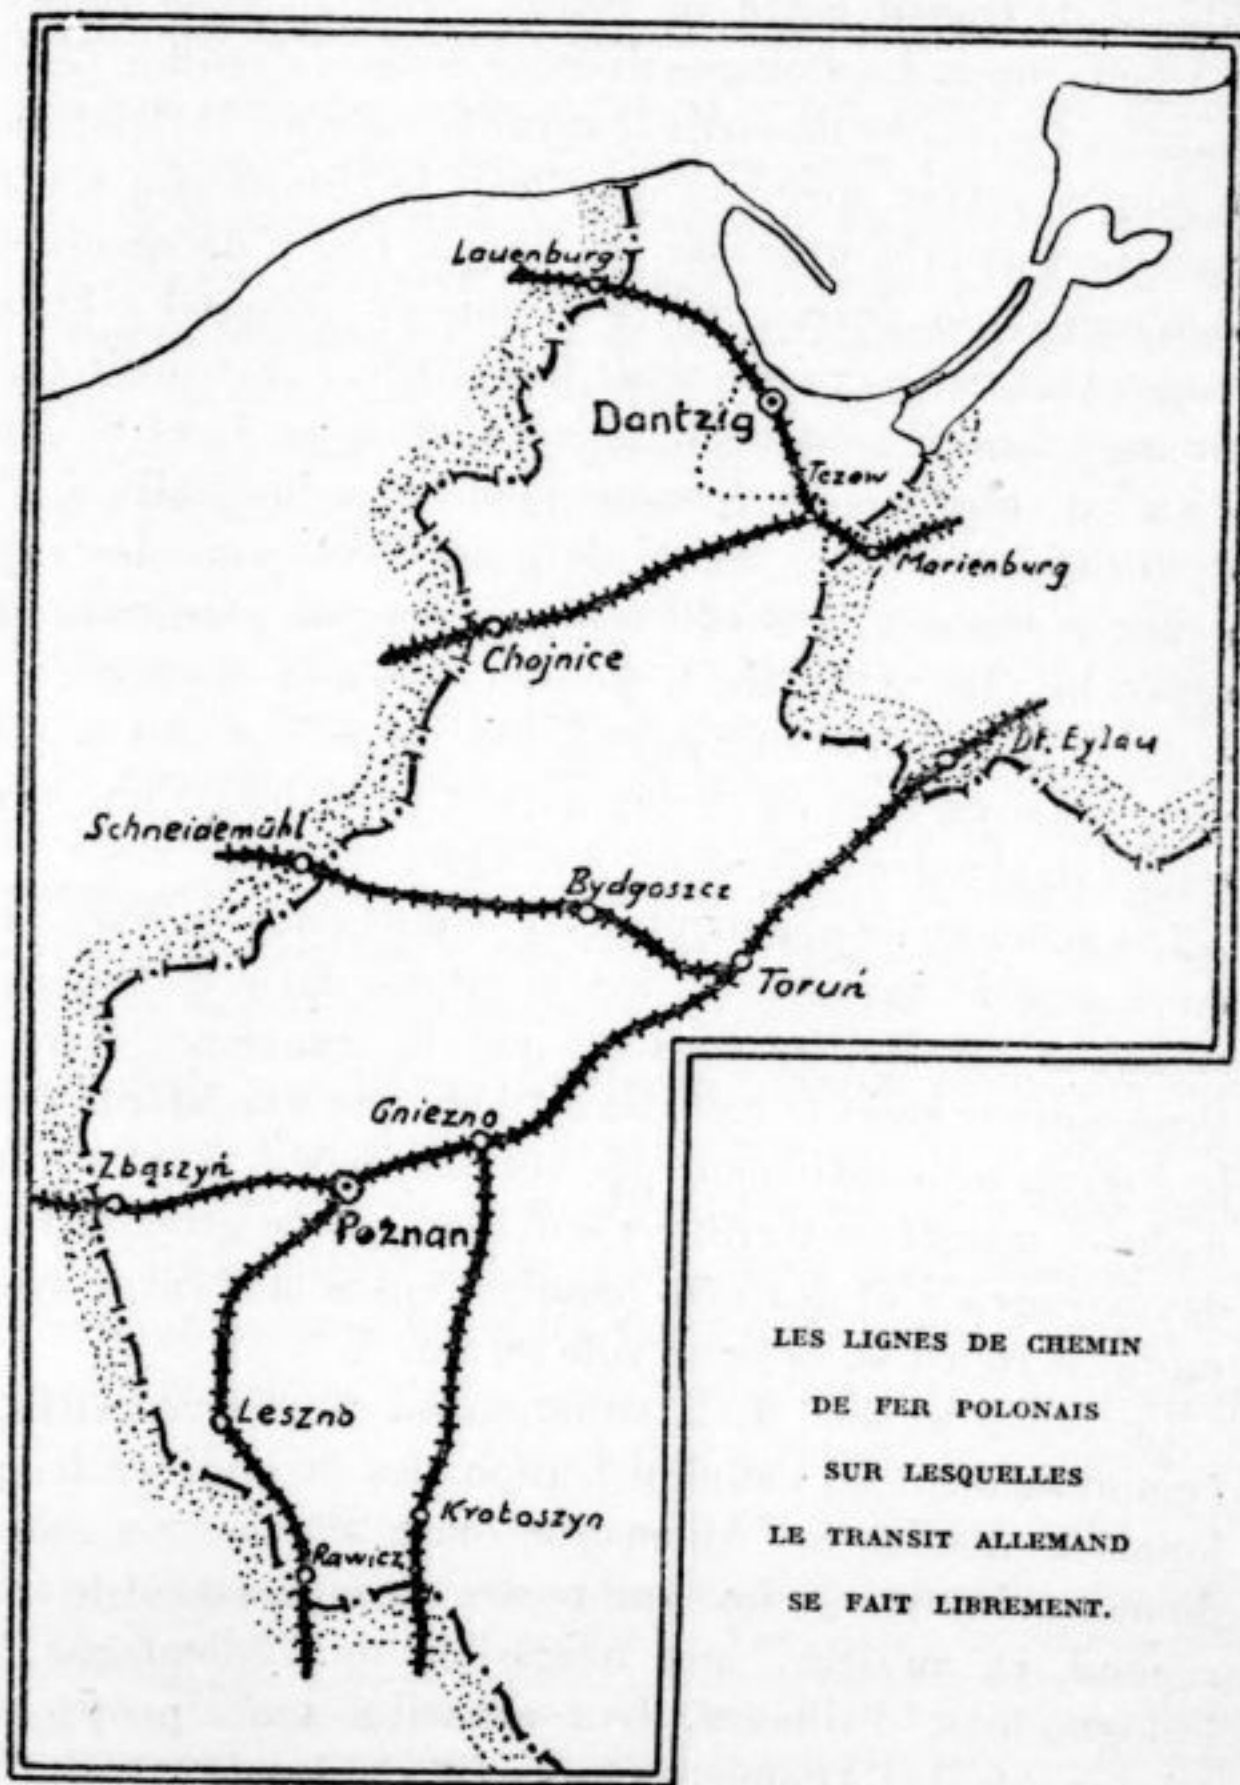 Lauenburg
Dantzig
Tczow
Marienburg
Chojnice
Dt. Eylau
Schneidemühl
Bydgoszcz
Toruń
Gniezno
Zbąszyń
Poznan
Leszno
Krotoszyn
Rawicz
LES LIGNES DE CHEMIN
DE FER POLONAIS
SUR LESQUELLES
LE TRANSIT ALLEMAND
SE FAIT LIBREMENT.